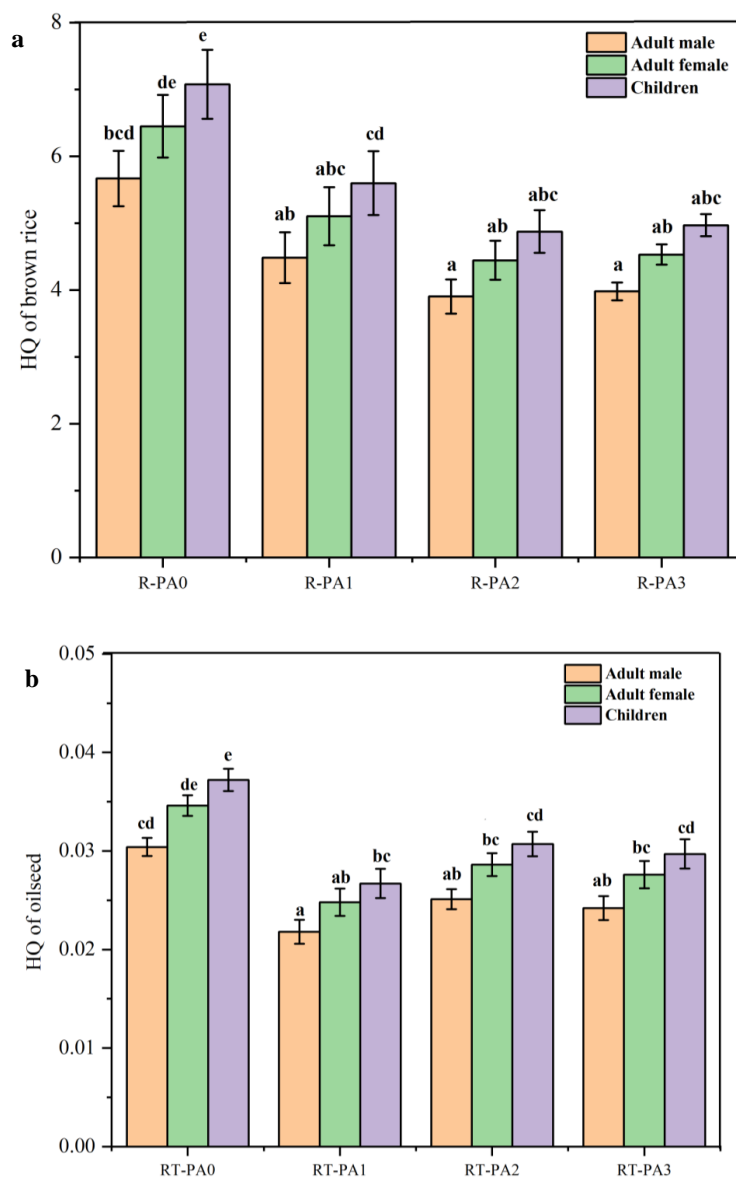 a
8
6
4
2
0
HQ of brown rice
Adult male
Adult female
Children
bcd
de
e
ab
abc
cd
a
ab
abc
a
ab
abc
R-PA0
R-PA1
R-PA2
R-PA3
b
0.05
0.04
0.03
0.02
0.01
0.00
HQ of oilseed
Adult male
Adult female
Children
cd
de
e
a
ab
bc
ab
bc
cd
ab
bc
cd
RT-PA0
RT-PA1
RT-PA2
RT-PA3